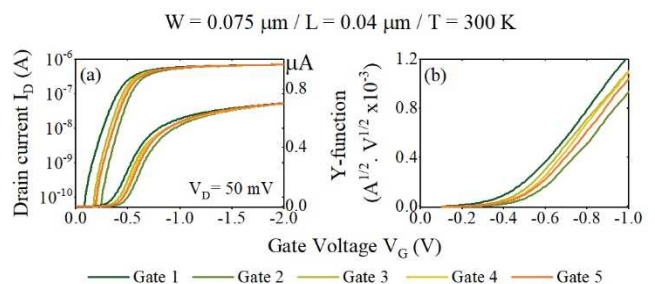 W = 0.075 μm / L = 0.04 μm / T = 300 K
(a)
Drain current I_D (A)
10⁻⁶
10⁻⁷
10⁻⁸
10⁻⁹
10⁻¹⁰
μA
0.8
0.4
0.0
V_D= 50 mV
0.0 -0.5 -1.0 -1.5 -2.0
(b)
Y-function
(A^1/2. V^1/2 x10⁻³)
1.2
0.8
0.4
0.0
-0.2 -0.4 -0.6 -0.8 -1.0
Gate Voltage V_G (V)
Gate 1 Gate 2 Gate 3 Gate 4 Gate 5